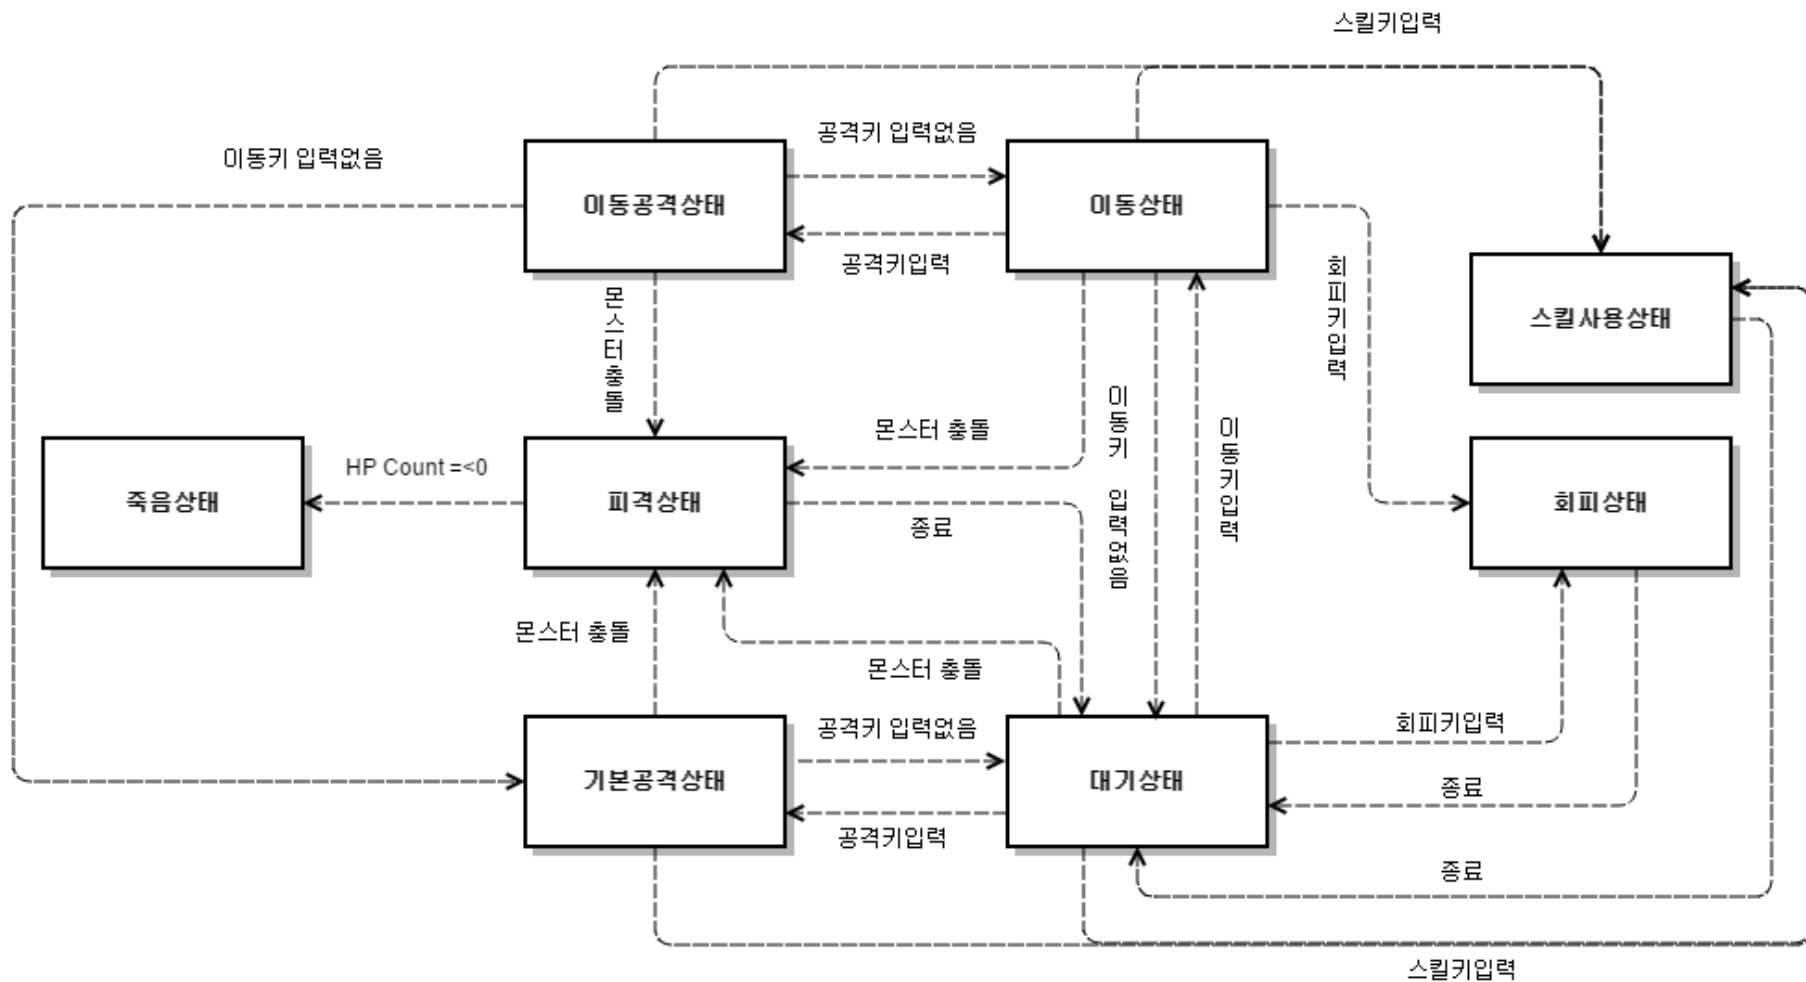 스킬키입력
공격키 입력없음
이동키 입력없음
이동공격상태
이동상태
공격키입력
회피키입력
몬스터충돌
스킬사용상태
이동키 입력없음
이동키입력
몬스터 충돌
HP Count =<0
죽음상태
피격상태
종료
회피상태
몬스터 충돌
몬스터 충돌
공격키 입력없음
회피키입력
기본공격상태
대기상태
종료
공격키입력
종료
스킬키입력